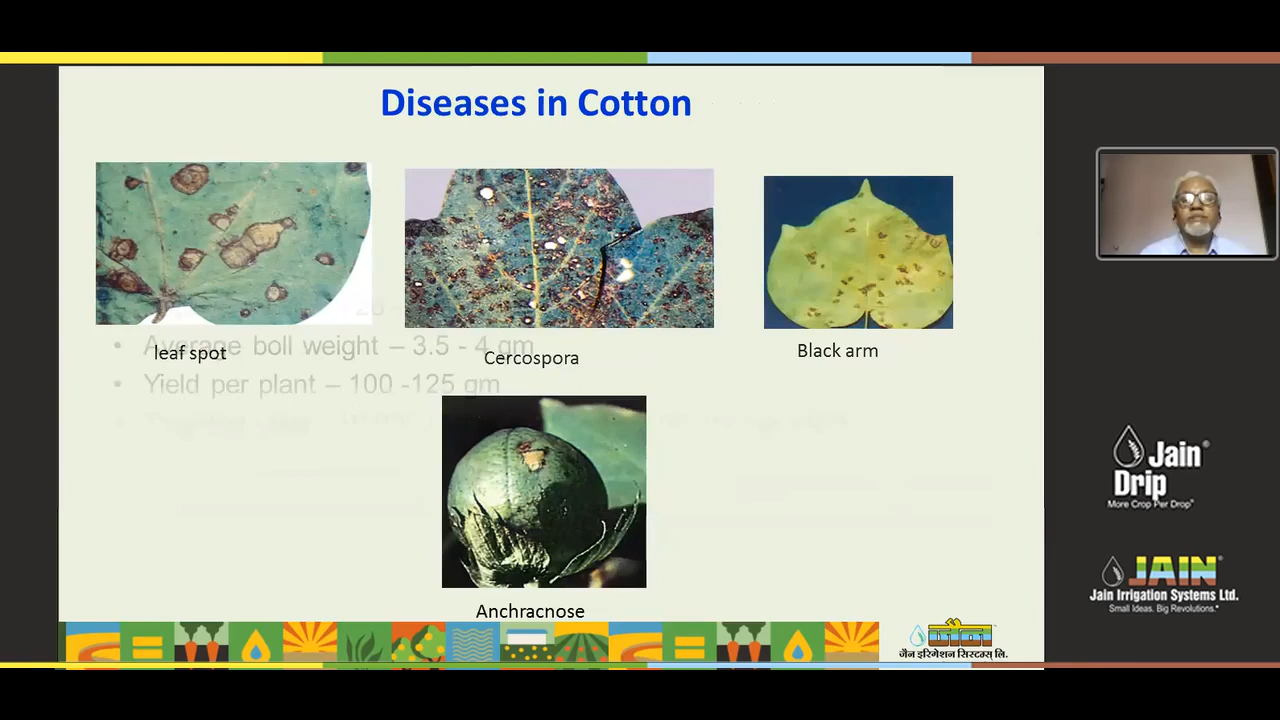 Diseases in Cotton
leaf spot
Cercospora
Black arm
Average boll weight – 3.5 - 4 gm
Yield per plant – 100 -125 gm
Anchracnose
Jain
Drip
More Crop Per Drop
JAIN
Jain Irrigation Systems Ltd.
Small Ideas. Big Revolutions.
जैन
जैन इरिगेशन सिस्टम्स् लि.